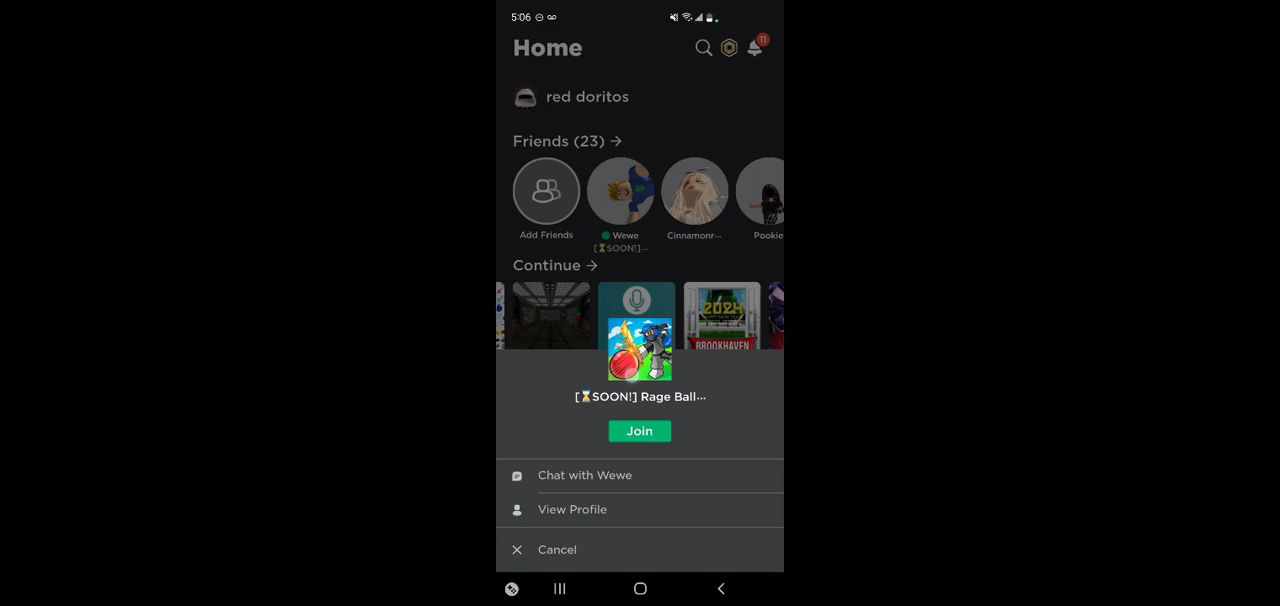 5:06
Home
11
red doritos
Friends (23) →
Add Friends
Wewe
[⌛SOON!]...
Cinnamonr...
Pookie
Continue →
2024
BROOKHAVEN
[⌛SOON!] Rage Ball...
Join
Chat with Wewe
View Profile
Cancel